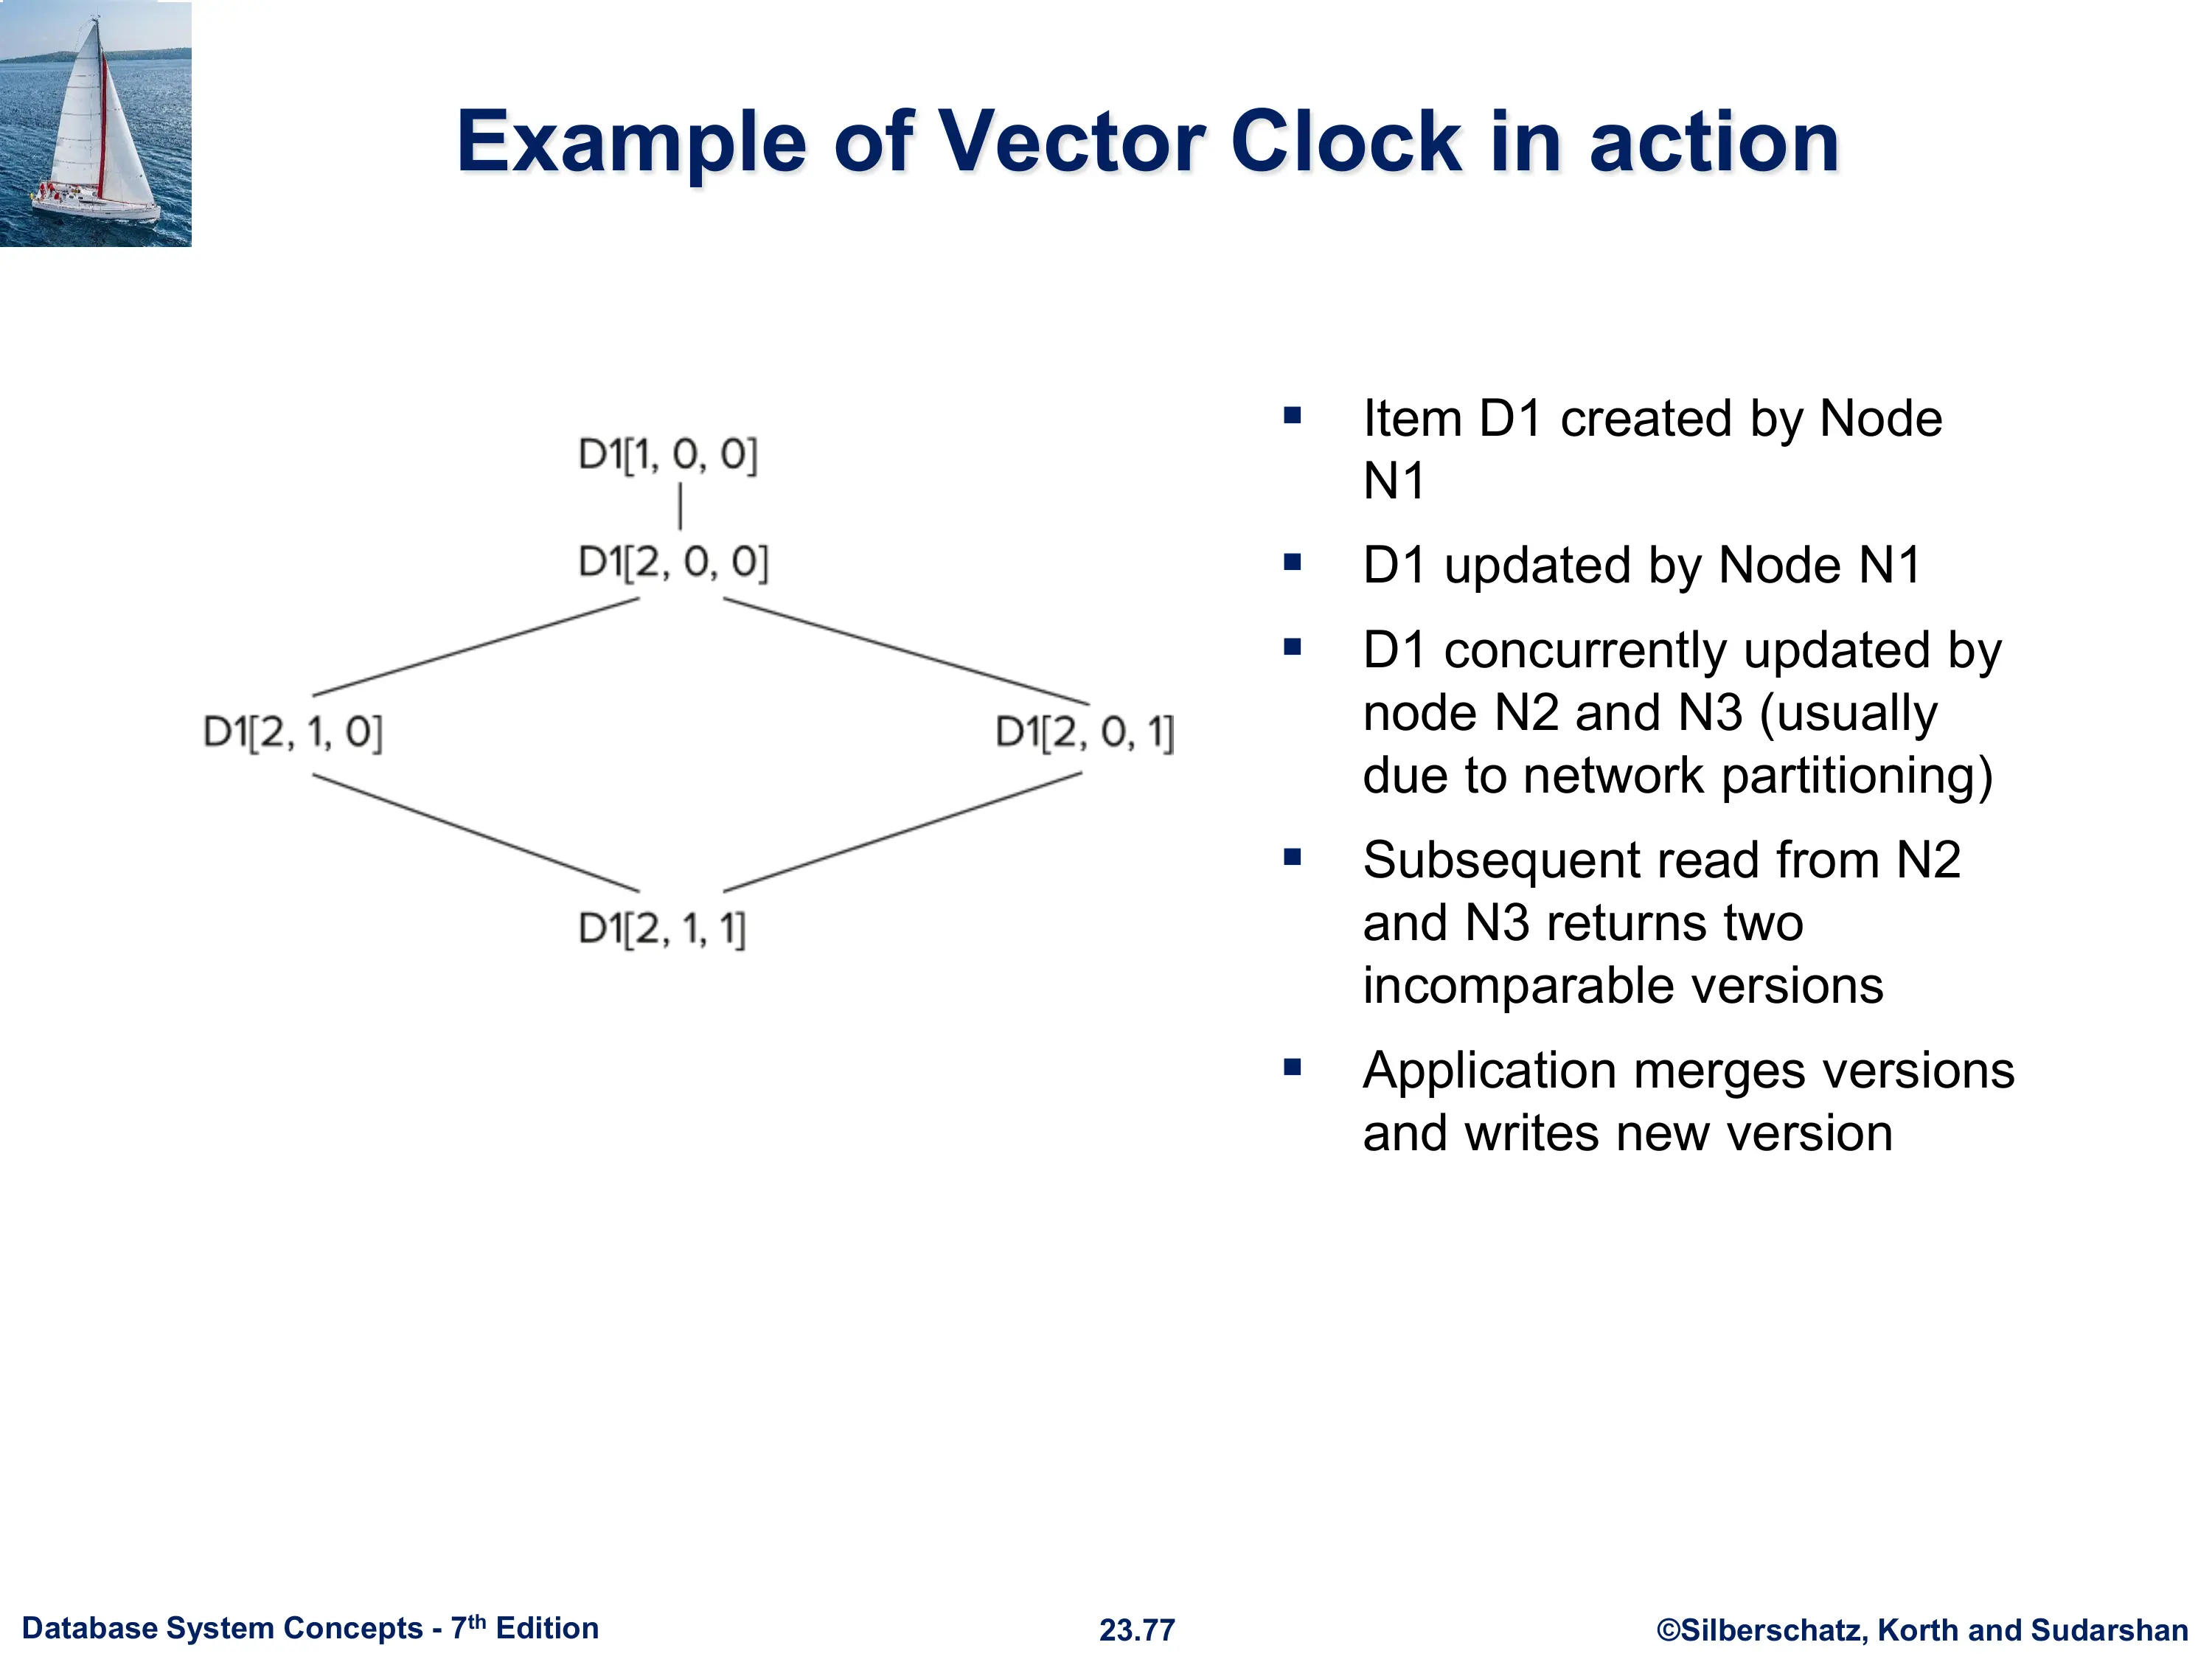 Example of Vector Clock in action
D1[1, 0, 0]
D1[2, 0, 0]
D1[2, 1, 0]
D1[2, 0, 1]
D1[2, 1, 1]
▪ Item D1 created by Node
N1
▪ D1 updated by Node N1
▪ D1 concurrently updated by
node N2 and N3 (usually
due to network partitioning)
▪ Subsequent read from N2
and N3 returns two
incomparable versions
▪ Application merges versions
and writes new version
Database System Concepts - 7th Edition
23.77
©Silberschatz, Korth and Sudarshan